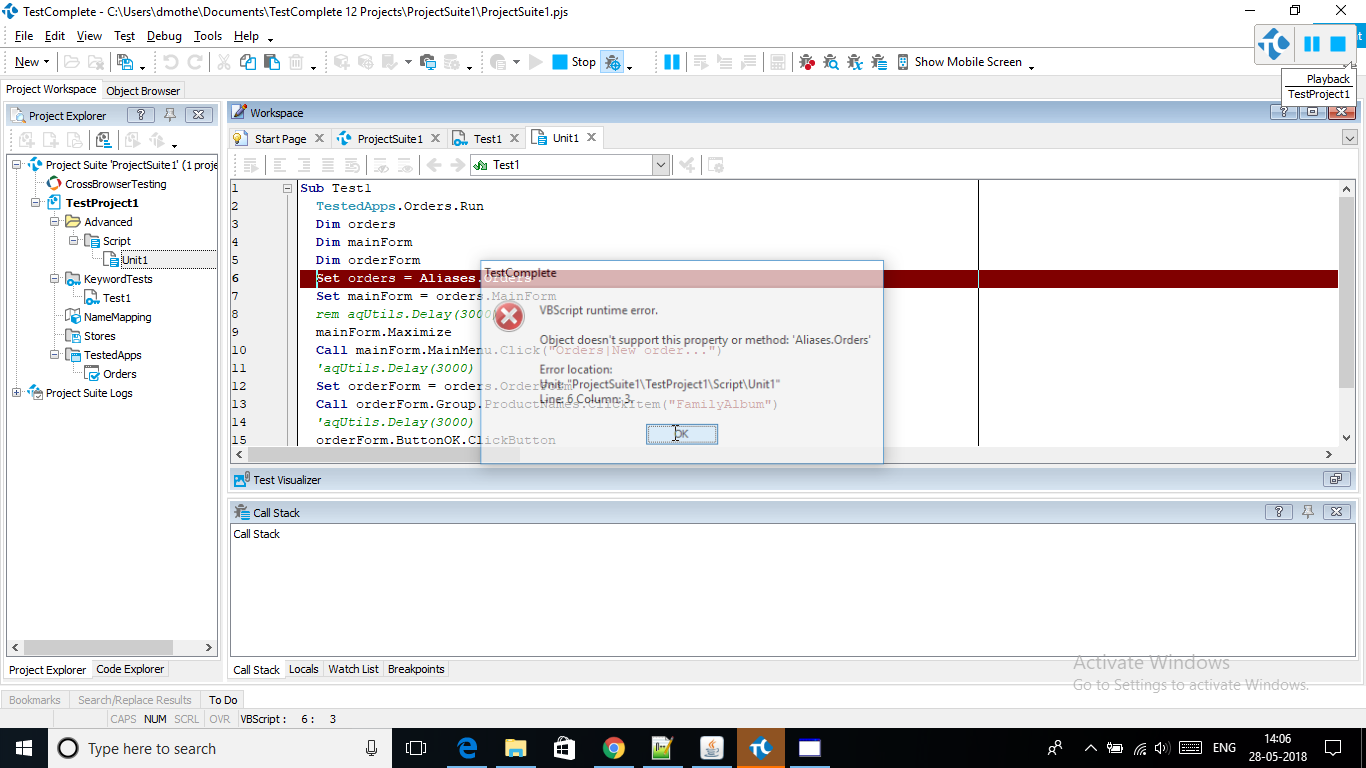 TestComplete - C:\Users\dmothe\Documents\TestComplete 12 Projects\ProjectSuite1\ProjectSuite1.pjs
File Edit View Test Debug Tools Help
New Stop Show Mobile Screen
Playback
TestProject1
Project Workspace Object Browser
Project Explorer
Workspace
Start Page ProjectSuite1 Test1 Unit1
Test1
Project Suite 'ProjectSuite1' (1 proje
CrossBrowserTesting
TestProject1
Advanced
Script
Unit1
KeywordTests
Test1
NameMapping
Stores
TestedApps
Orders
Project Suite Logs
1 Sub Test1
2 TestedApps.Orders.Run
3 Dim orders
4 Dim mainForm
5 Dim orderForm
6 Set orders = Aliases.Orders
7 Set mainForm = orders.MainForm
8 rem aqUtils.Delay(3000)
9 mainForm.Maximize
10 Call mainForm.MainMenu.Click("Orders|New order...")
11 'aqUtils.Delay(3000)
12 Set orderForm = orders.OrderForm
13 Call orderForm.Group.ProductNames.ClickItem("FamilyAlbum")
14 'aqUtils.Delay(3000)
15 orderForm.ButtonOK.ClickButton
TestComplete
VBScript runtime error.
Object doesn't support this property or method: 'Aliases.Orders'
Error location:
Unit: "ProjectSuite1\TestProject1\Script\Unit1"
Line: 6 Column: 3.
OK
Test Visualizer
Call Stack
Call Stack
Project Explorer Code Explorer
Call Stack Locals Watch List Breakpoints
Activate Windows
Go to Settings to activate Windows.
Bookmarks Search/Replace Results To Do
CAPS NUM SCRL OVR VBScript : 6 : 3
Type here to search
ENG
14:06
28-05-2018